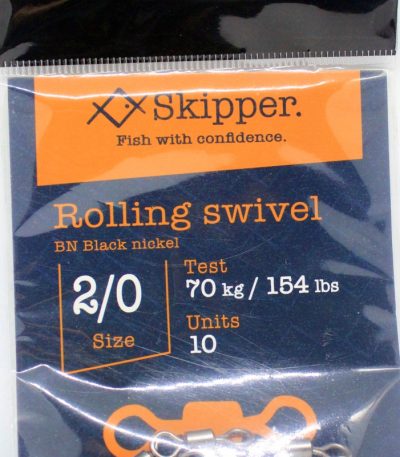 Skipper.
Fish with confidence.
Rolling swivel
BN Black nickel
2/0
Size
Test
70 kg / 154 lbs
Units
10